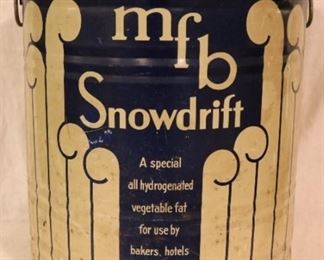 mfb
Snowdrift
A special
all hydrogenated
vegetable fat
for use by
bakers, hotels